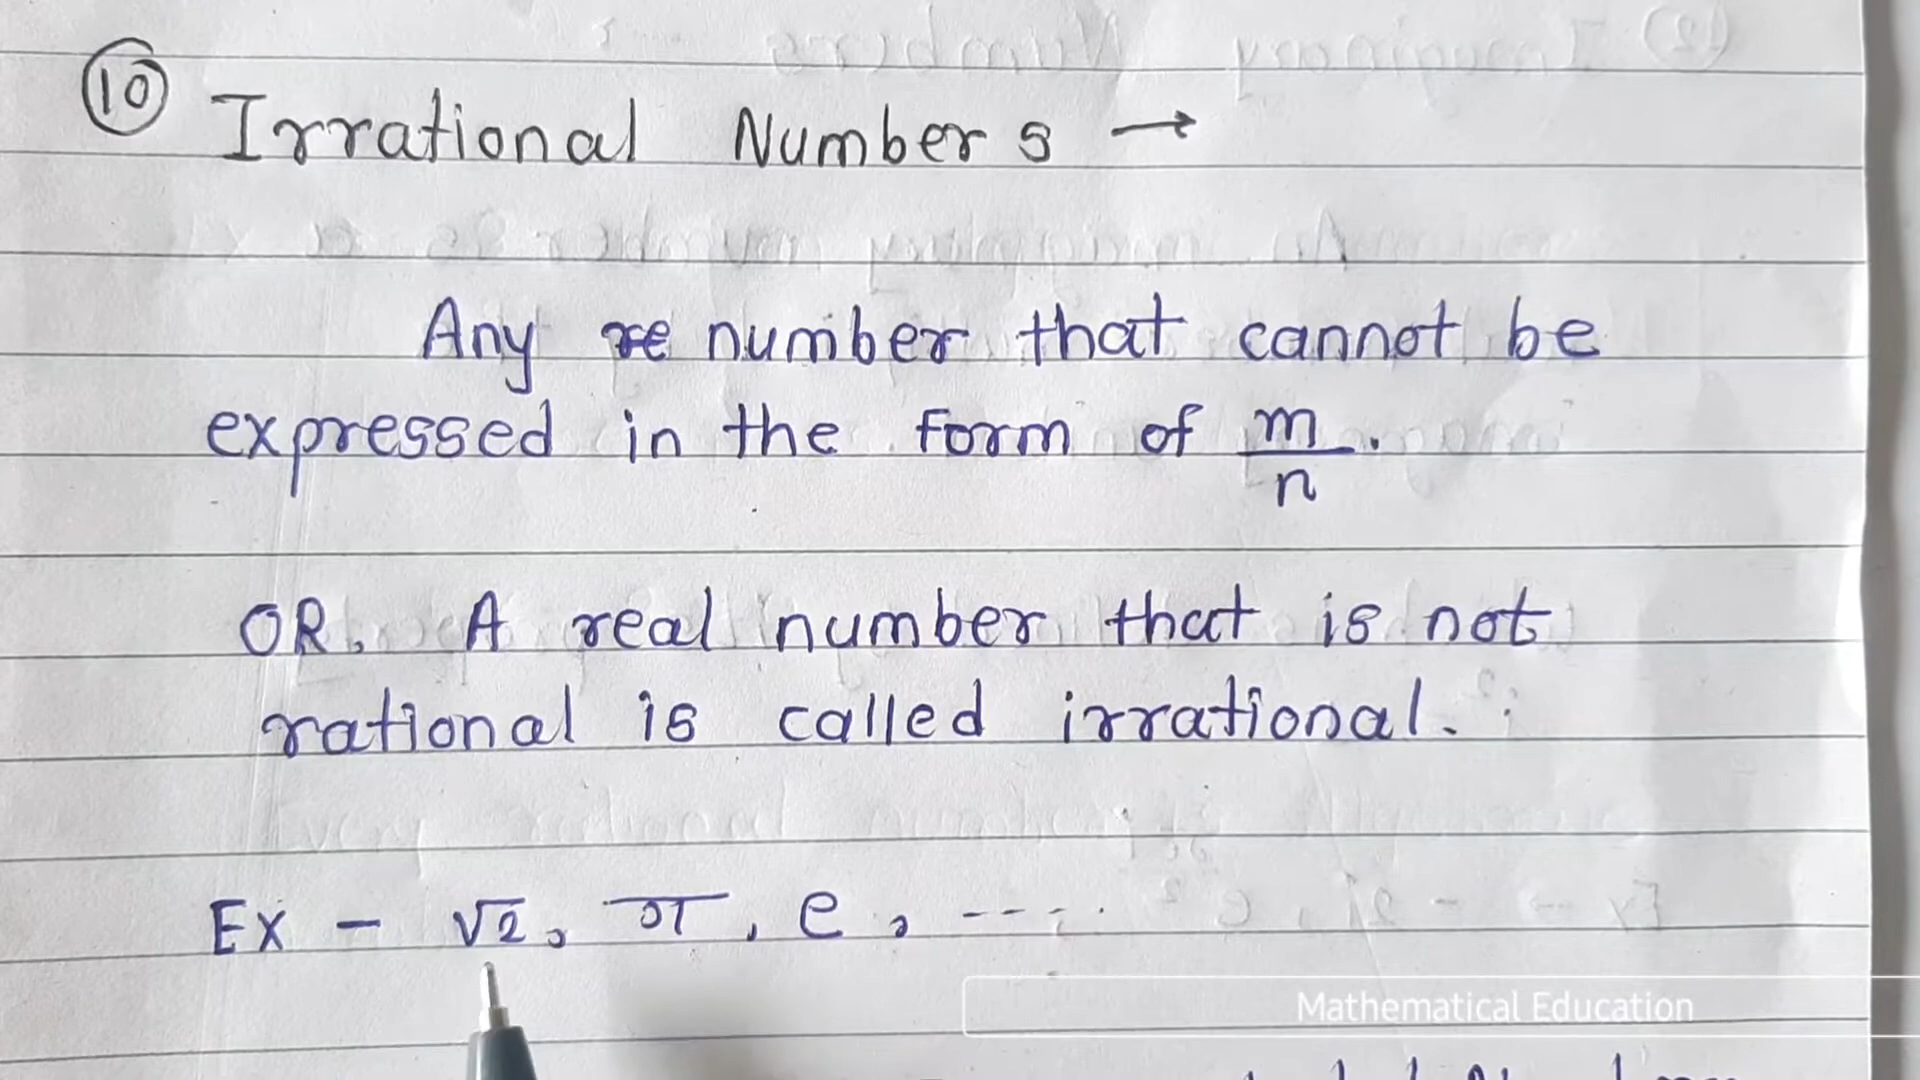 ⑩ Irrational Numbers →
Any number that cannot be
expressed in the form of m/n.
OR, A real number that is not
rational is called irrational.
Ex - √2, π, e, ----.
Mathematical Education